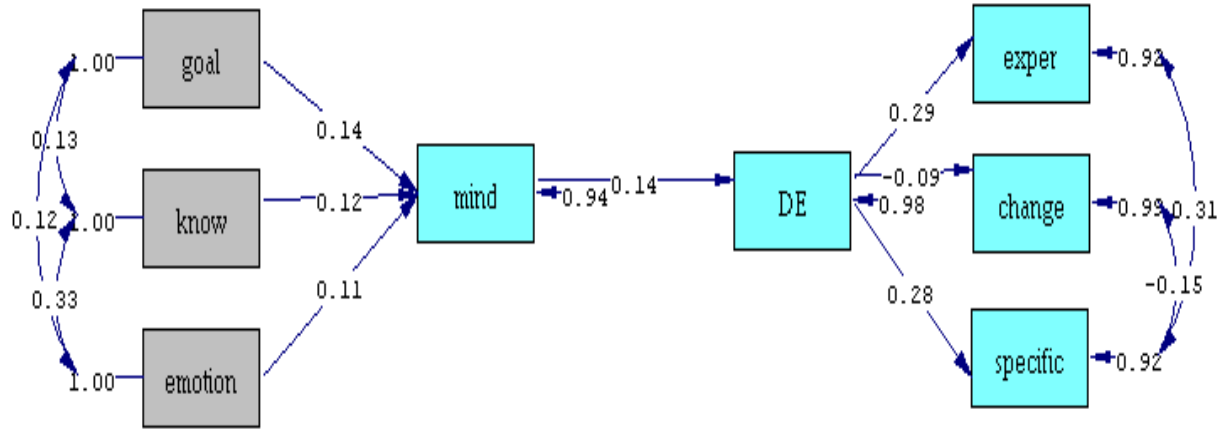 goal
know
emotion
mind
DE
exper
change
specific
1.00
1.00
1.00
0.13
0.12
0.33
0.14
0.12
0.11
0.94
0.14
0.98
0.29
-0.09
0.28
0.92
0.99
0.92
0.31
-0.15